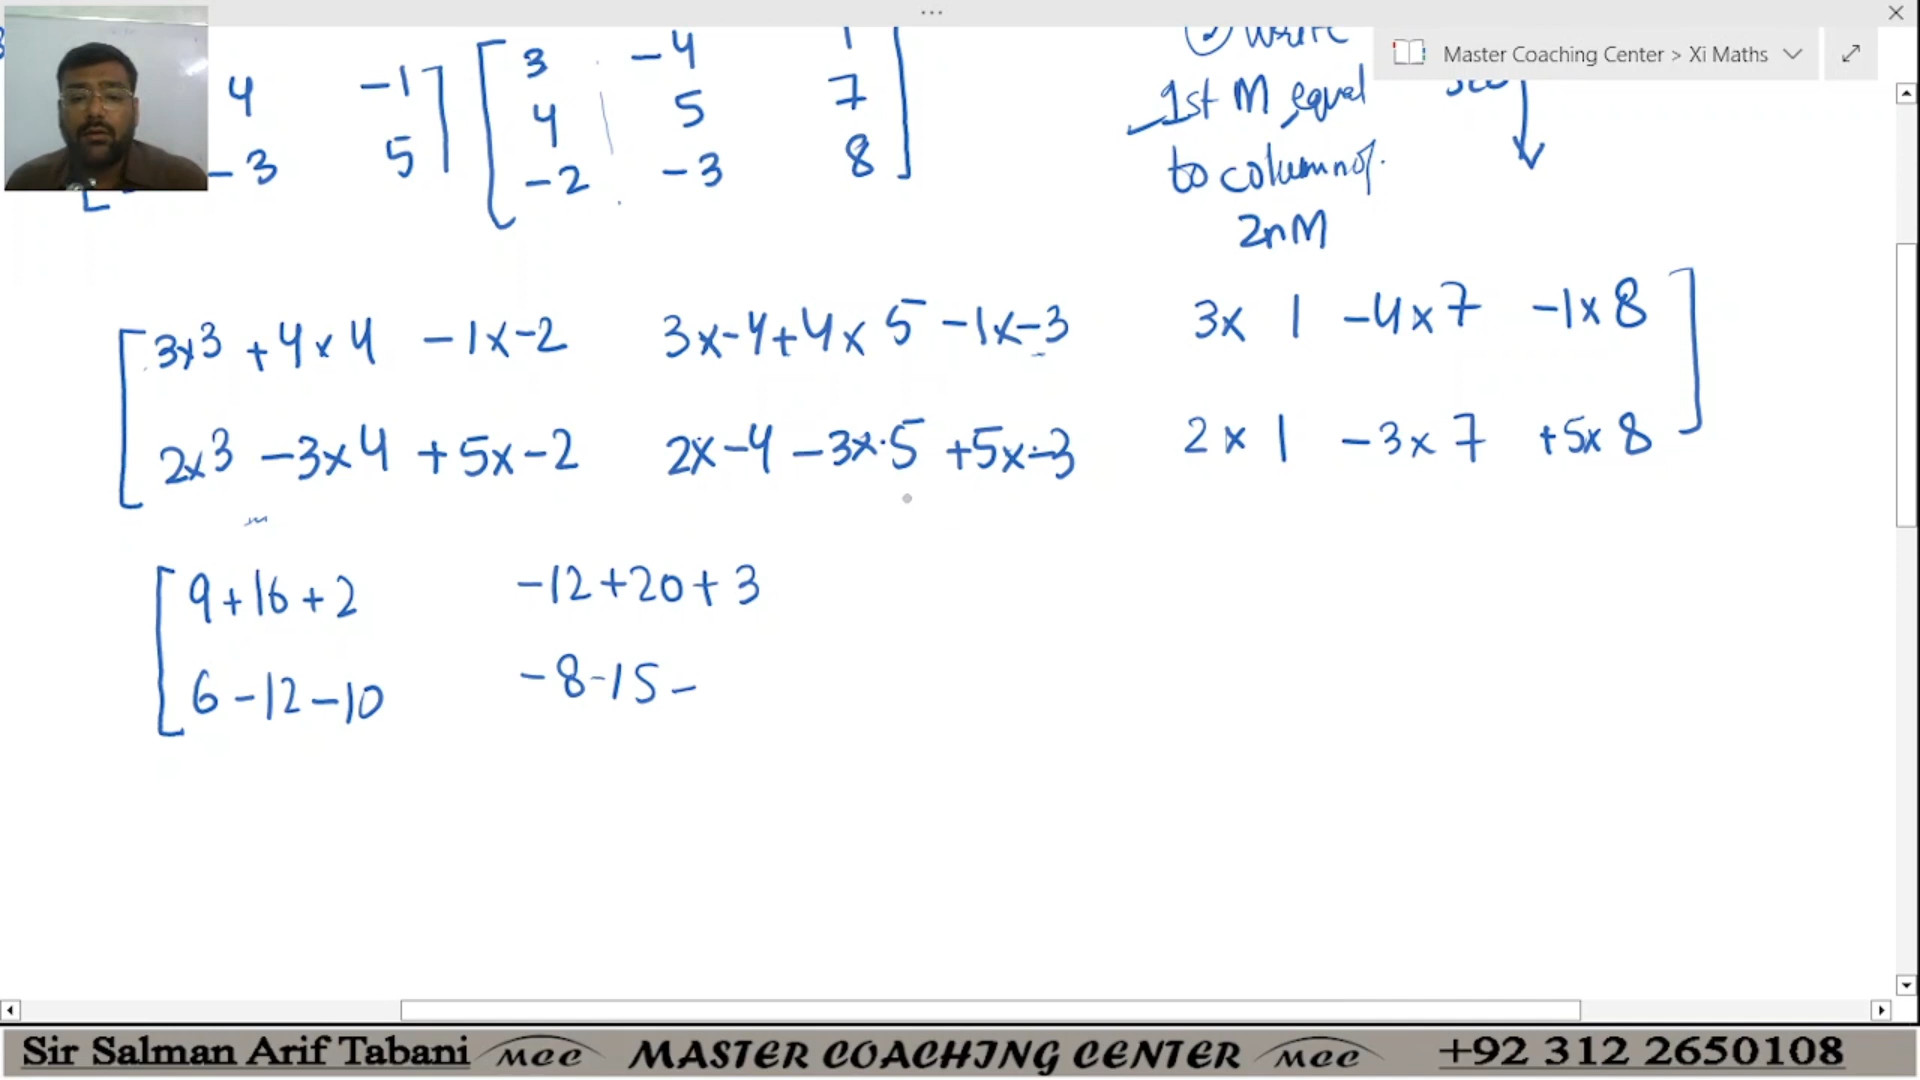 Master Coaching Center > Xi Maths
4 -1
-3 5
3 -4 1
4 5 7
-2 -3 8
② Write
1st M equal
to column of
2nM
3x3 +4x4 -1x-2 3x-4+4x5-1x-3 3x 1 -4x7 -1x8
2x3 -3x4 +5x-2 2x-4-3x5+5x-3 2x1 -3x7 +5x8
9+16+2 -12+20+3
6-12-10 -8-15-
Sir Salman Arif Tabani MCC MASTER COACHING CENTER MCC +92 312 2650108